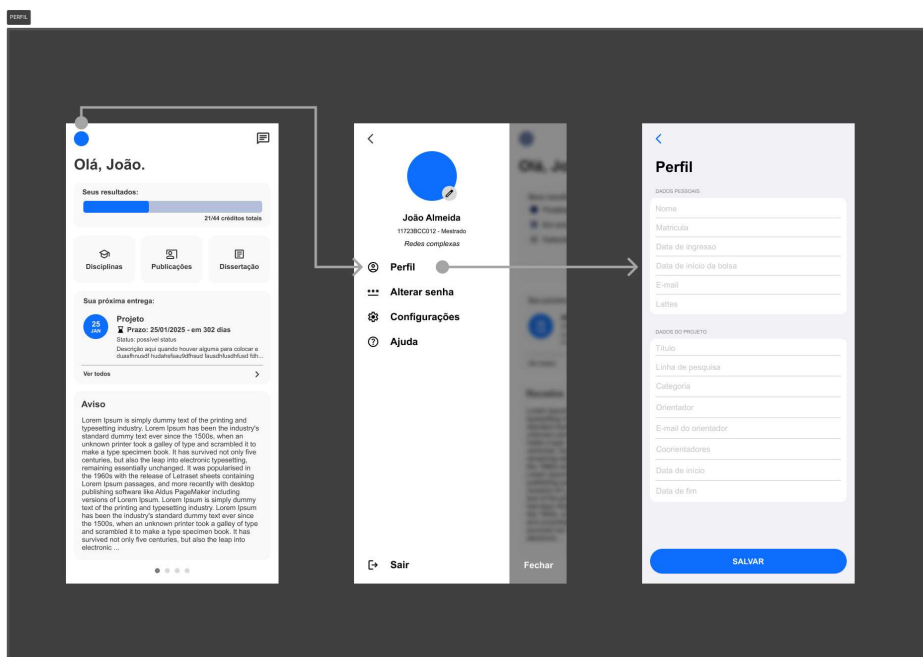 PERFIL
Olá, João.
Seus resultados:
21/44 créditos totais
Disciplinas
Publicações
Dissertação
Sua próxima entrega:
25
JAN
Projeto
Prazo: 25/01/2025 - em 302 dias
Status: possível status
Descrição aqui quando houver alguma para colocar e
Ver todos
Aviso
Lorem Ipsum is simply dummy text of the printing and
typesetting industry. Lorem Ipsum has been the industry's
standard dummy text ever since the 1500s, when an
unknown printer took a galley of type and scrambled it to
make a type specimen book. It has survived not only five
centuries, but also the leap into electronic typesetting,
remaining essentially unchanged. It was popularised in
the 1960s with the release of Letraset sheets containing
Lorem Ipsum passages, and more recently with desktop
publishing software like Aldus PageMaker including
versions of Lorem Ipsum. Lorem Ipsum is simply dummy
text of the printing and typesetting industry. Lorem Ipsum
has been the industry's standard dummy text ever since
the 1500s, when an unknown printer took a galley of type
and scrambled it to make a type specimen book. It has
survived not only five centuries, but also the leap into
electronic ...
João Almeida
11723BCC012 - Mestrado
Redes complexas
Perfil
Alterar senha
Configurações
Ajuda
Sair
Fechar
Perfil
DADOS PESSOAIS
Nome
Matrícula
Data de ingresso
Data de início da bolsa
E-mail
Lattes
DADOS DO PROJETO
Título
Linha de pesquisa
Categoria
Orientador
E-mail do orientador
Coorientadores
Data de início
Data de fim
SALVAR